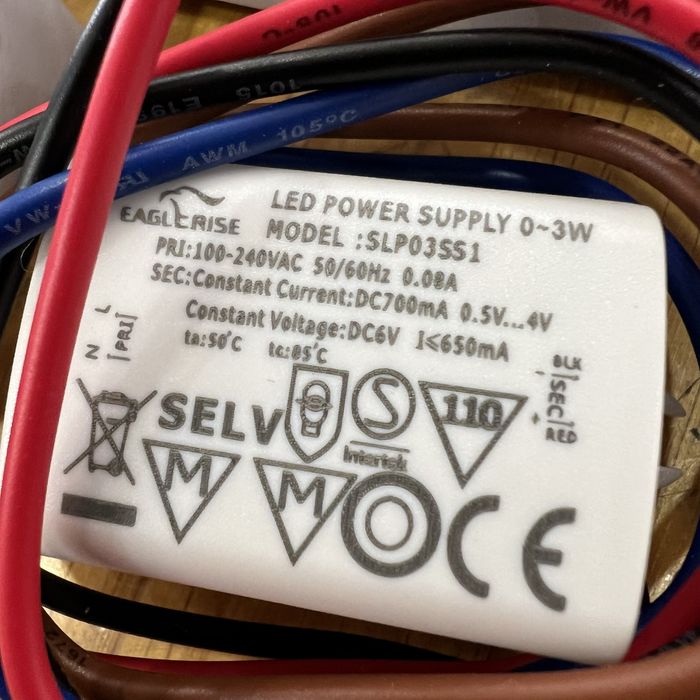 105°C
1015
AWM 105°C
EAGLERISE
LED POWER SUPPLY 0~3W
MODEL :SLP03SS1
PRI:100-240VAC 50/60Hz 0.08A
SEC:Constant Current:DC700mA 0.5V...4V
Constant Voltage:DC6V I≤650mA
ta:50°C tc:85°C
L
PRI
N
BLK
-
SEC
+
RED
SELV
S
Intertek
110
M
M
CE